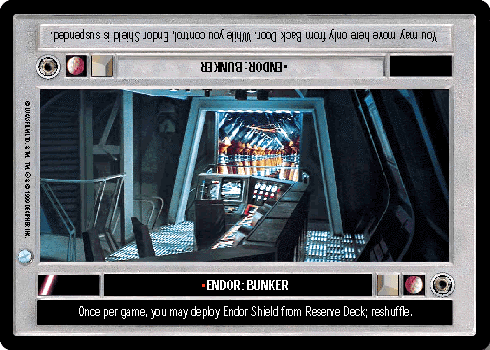 You may move here only from Back Door. While you control, Endor Shield is suspended.
•ENDOR: BUNKER
•ENDOR: BUNKER
Once per game, you may deploy Endor Shield from Reserve Deck; reshuffle.